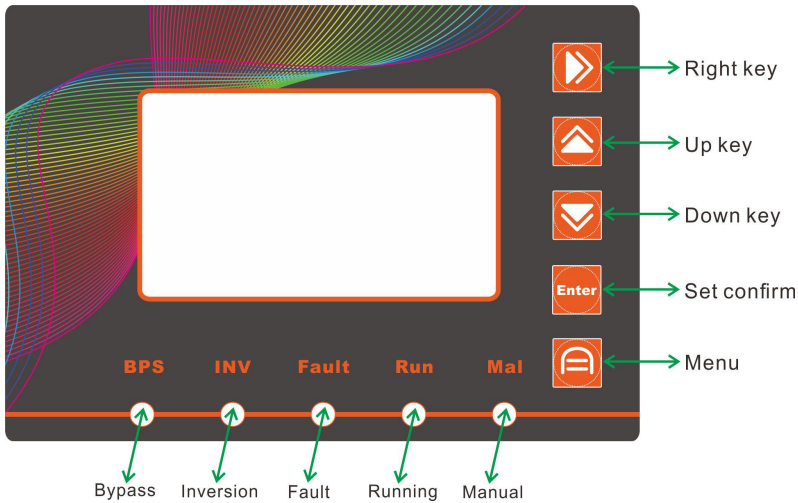 Right key
Up key
Down key
Enter
Set confirm
Menu
BPS INV Fault Run Mal
Bypass Inversion Fault Running Manual